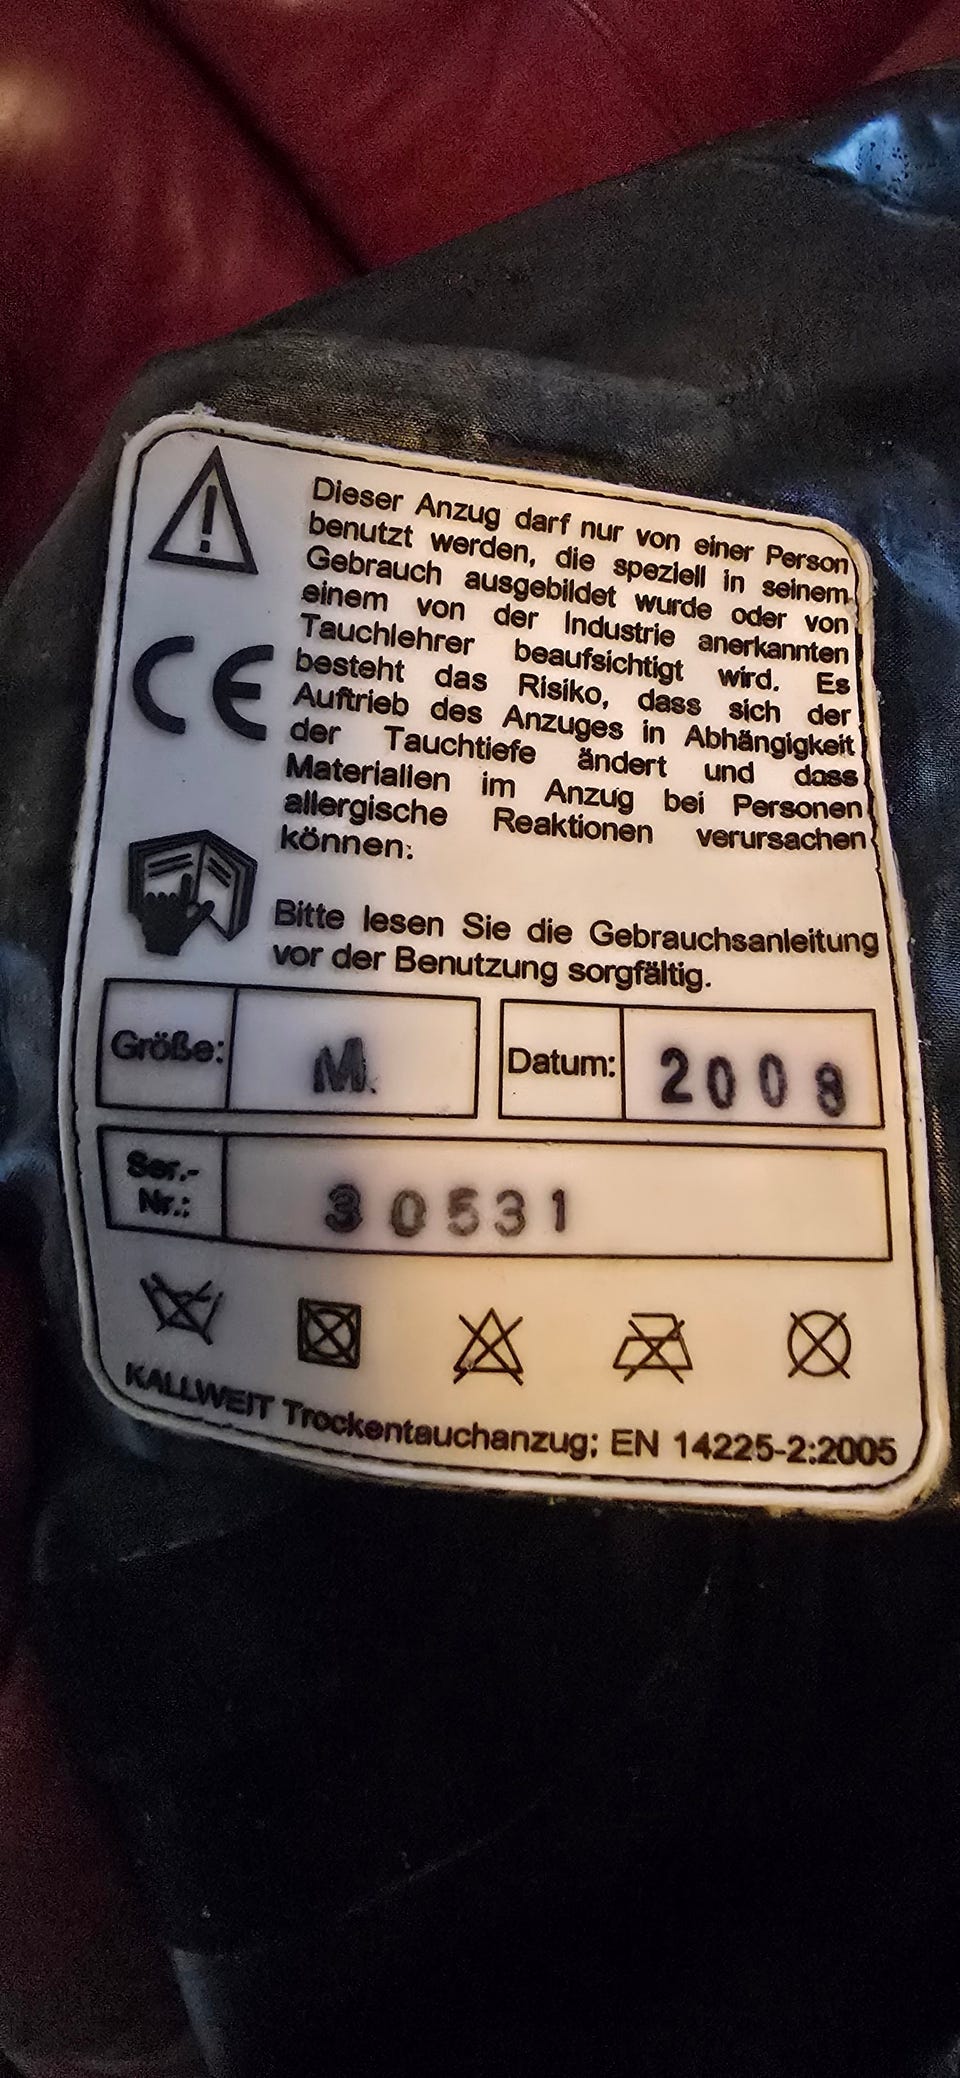 Dieser Anzug darf nur von einer Person
benutzt werden, die speziell in seinem
Gebrauch ausgebildet wurde oder von
einem von der Industrie anerkannten
Tauchlehrer beaufsichtigt wird. Es
besteht das Risiko, dass sich der
Auftrieb des Anzuges in Abhängigkeit
der Tauchtiefe ändert und dass
Materialien im Anzug bei Personen
allergische Reaktionen verursachen
können.
CE
Bitte lesen Sie die Gebrauchsanleitung
vor der Benutzung sorgfältig.
Größe: M. Datum: 2008
Ser.-
Nr.: 30531
KALLWEIT Trockentauchanzug; EN 14225-2:2005